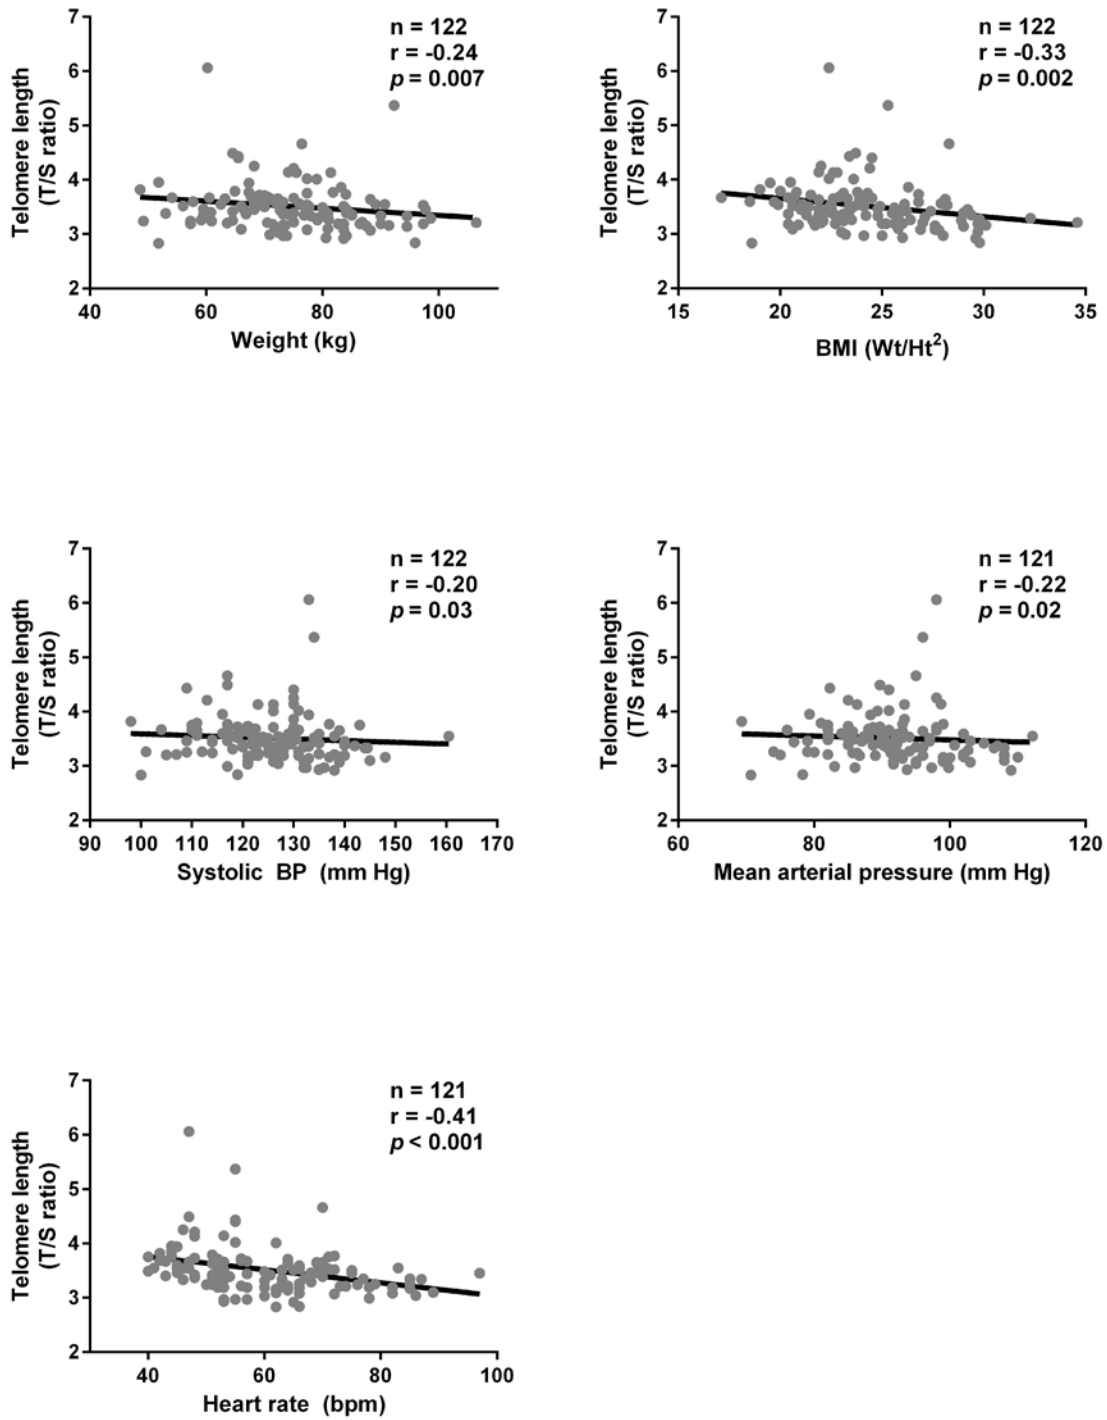 7
6
5
4
3
2
Telomere length
(T/S ratio)
n = 122
r = -0.24
p = 0.007
40 60 80 100
Weight (kg)
7
6
5
4
3
2
Telomere length
(T/S ratio)
n = 122
r = -0.33
p = 0.002
15 20 25 30 35
BMI (Wt/Ht²)
7
6
5
4
3
2
Telomere length
(T/S ratio)
n = 122
r = -0.20
p = 0.03
90 100 110 120 130 140 150 160 170
Systolic BP (mm Hg)
7
6
5
4
3
2
Telomere length
(T/S ratio)
n = 121
r = -0.22
p = 0.02
60 80 100 120
Mean arterial pressure (mm Hg)
7
6
5
4
3
2
Telomere length
(T/S ratio)
n = 121
r = -0.41
p < 0.001
40 60 80 100
Heart rate (bpm)